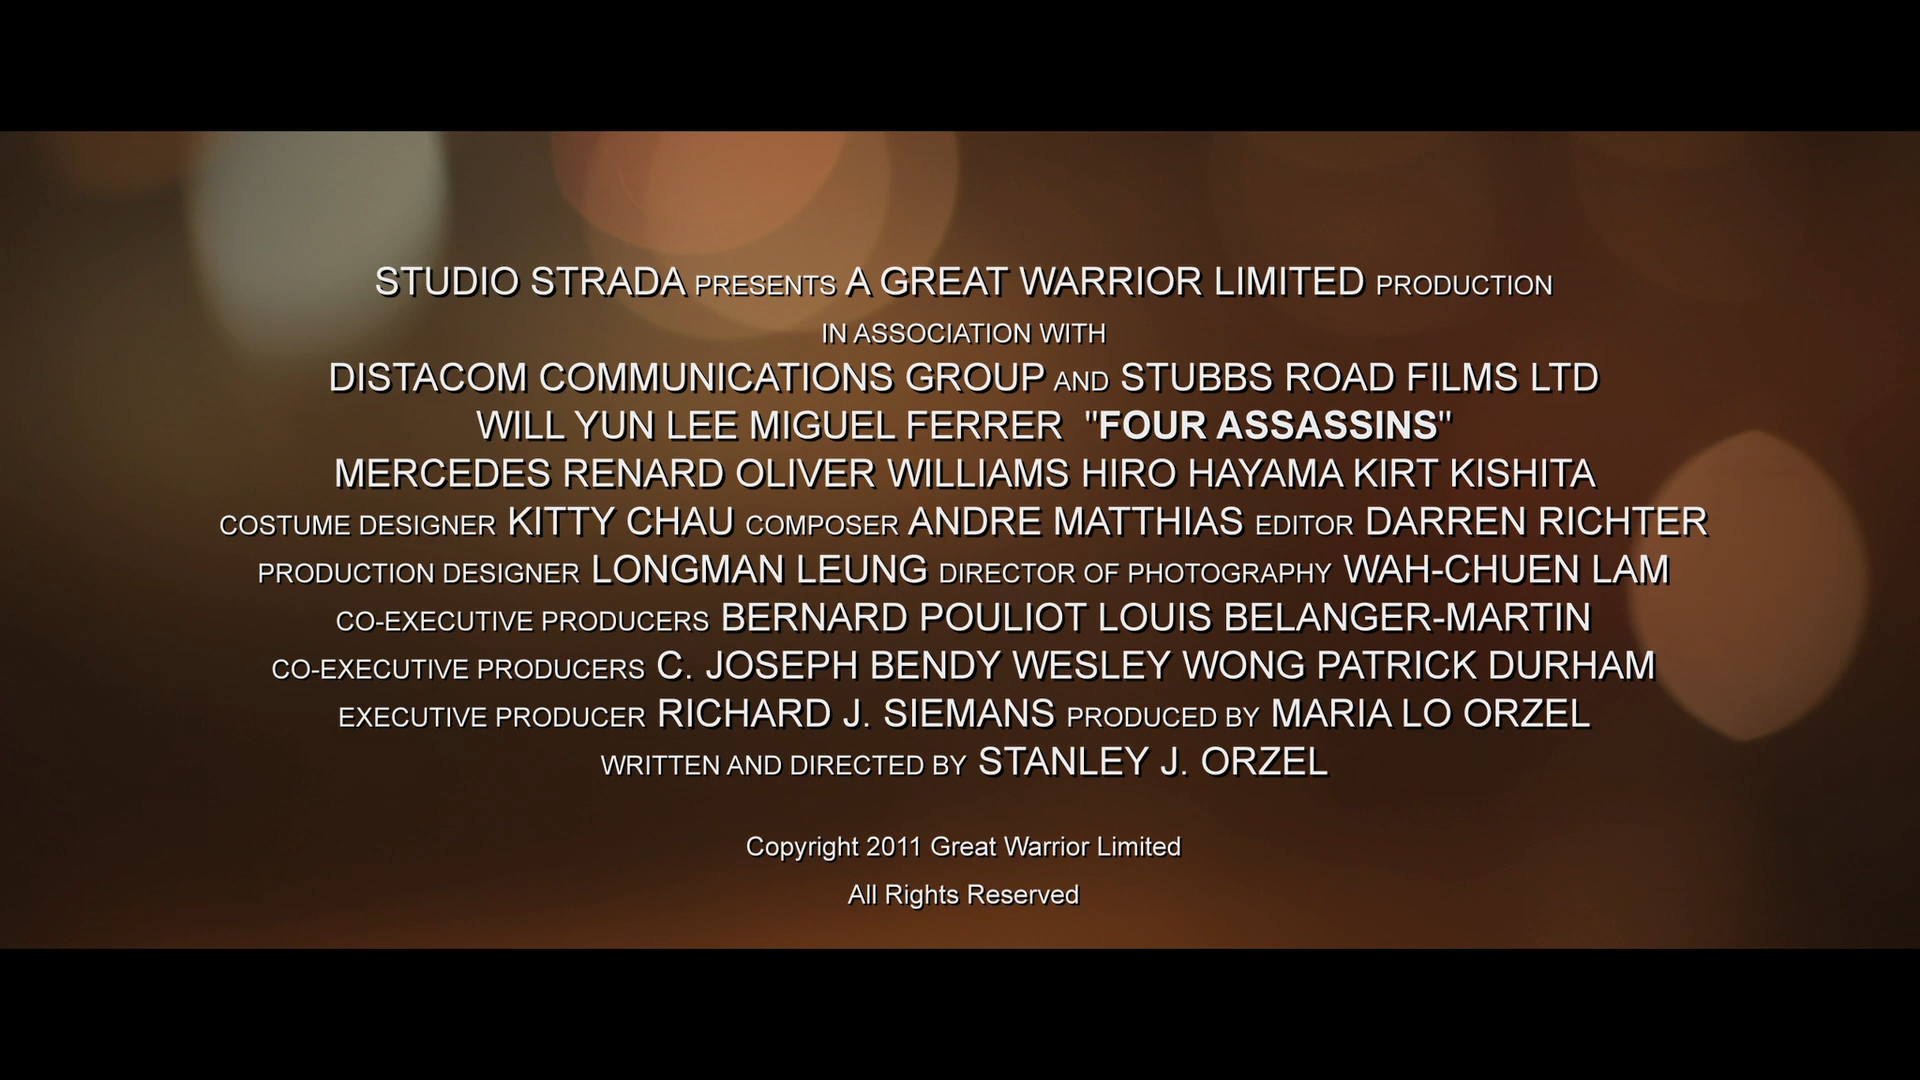 STUDIO STRADA PRESENTS A GREAT WARRIOR LIMITED PRODUCTION
IN ASSOCIATION WITH
DISTACOM COMMUNICATIONS GROUP AND STUBBS ROAD FILMS LTD
WILL YUN LEE MIGUEL FERRER "FOUR ASSASSINS"
MERCEDES RENARD OLIVER WILLIAMS HIRO HAYAMA KIRT KISHITA
COSTUME DESIGNER KITTY CHAU COMPOSER ANDRE MATTHIAS EDITOR DARREN RICHTER
PRODUCTION DESIGNER LONGMAN LEUNG DIRECTOR OF PHOTOGRAPHY WAH-CHUEN LAM
CO-EXECUTIVE PRODUCERS BERNARD POULIOT LOUIS BELANGER-MARTIN
CO-EXECUTIVE PRODUCERS C. JOSEPH BENDY WESLEY WONG PATRICK DURHAM
EXECUTIVE PRODUCER RICHARD J. SIEMANS PRODUCED BY MARIA LO ORZEL
WRITTEN AND DIRECTED BY STANLEY J. ORZEL
Copyright 2011 Great Warrior Limited
All Rights Reserved